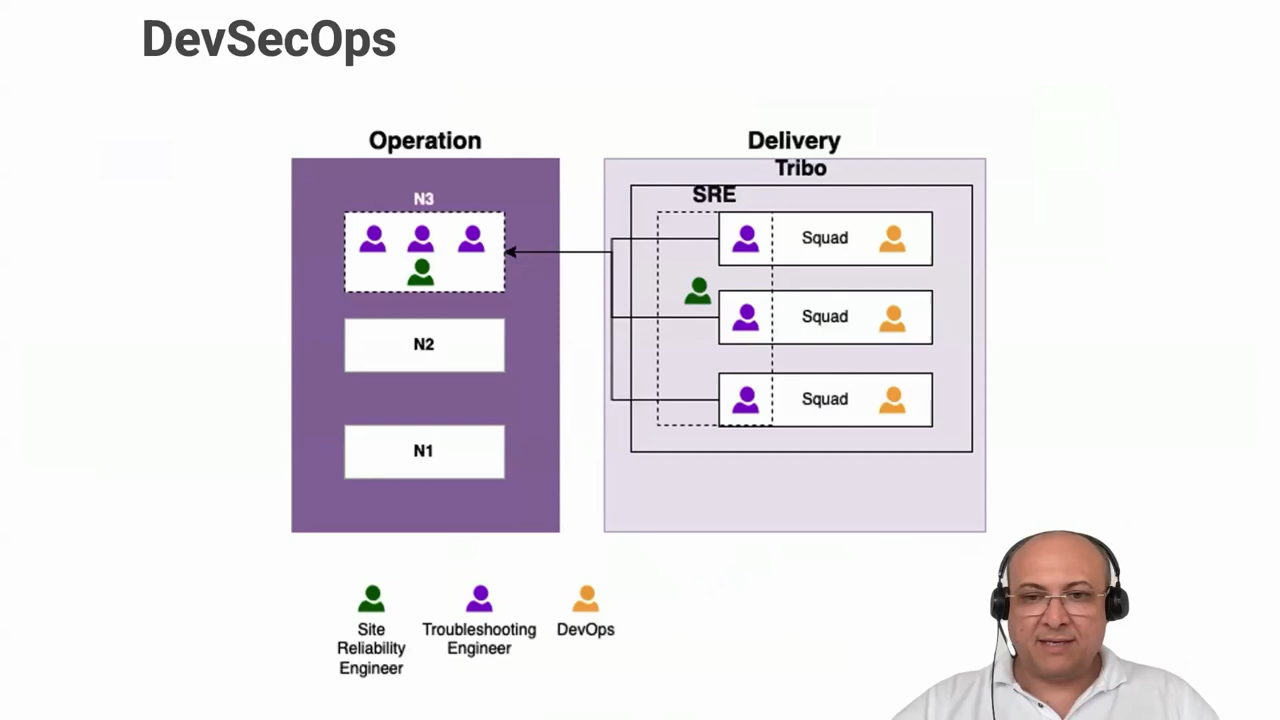 DevSecOps
Operation
Delivery
Tribo
N3
SRE
Squad
Squad
N2
Squad
N1
Site
Reliability
Engineer
Troubleshooting
Engineer
DevOps